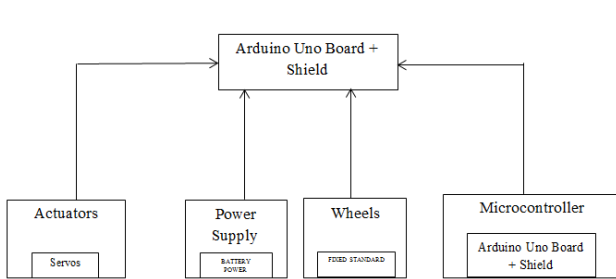 Arduino Uno Board +
Shield
Actuators
Servos
Power
Supply
BATTERY
POWER
Wheels
FIXED STANDARD
Microcontroller
Arduino Uno Board
+ Shield